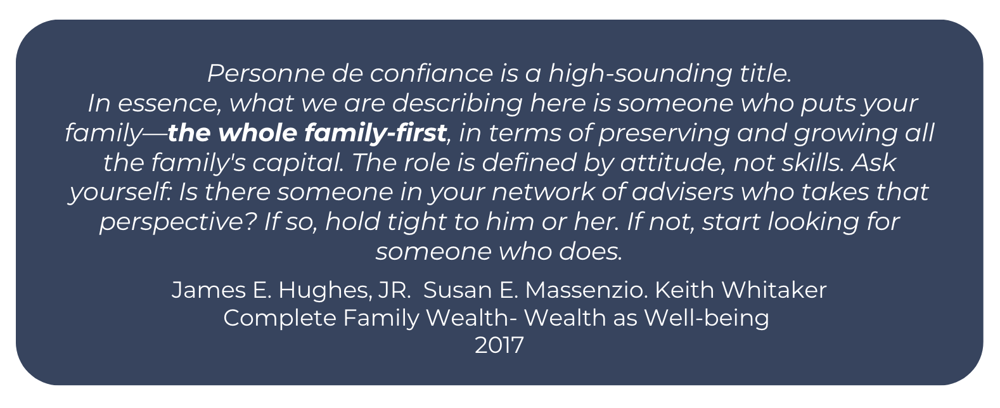 Personne de confiance is a high-sounding title.
In essence, what we are describing here is someone who puts your
family—the whole family-first, in terms of preserving and growing all
the family's capital. The role is defined by attitude, not skills. Ask
yourself: Is there someone in your network of advisers who takes that
perspective? If so, hold tight to him or her. If not, start looking for
someone who does.
James E. Hughes, JR.  Susan E. Massenzio. Keith Whitaker
Complete Family Wealth- Wealth as Well-being
2017